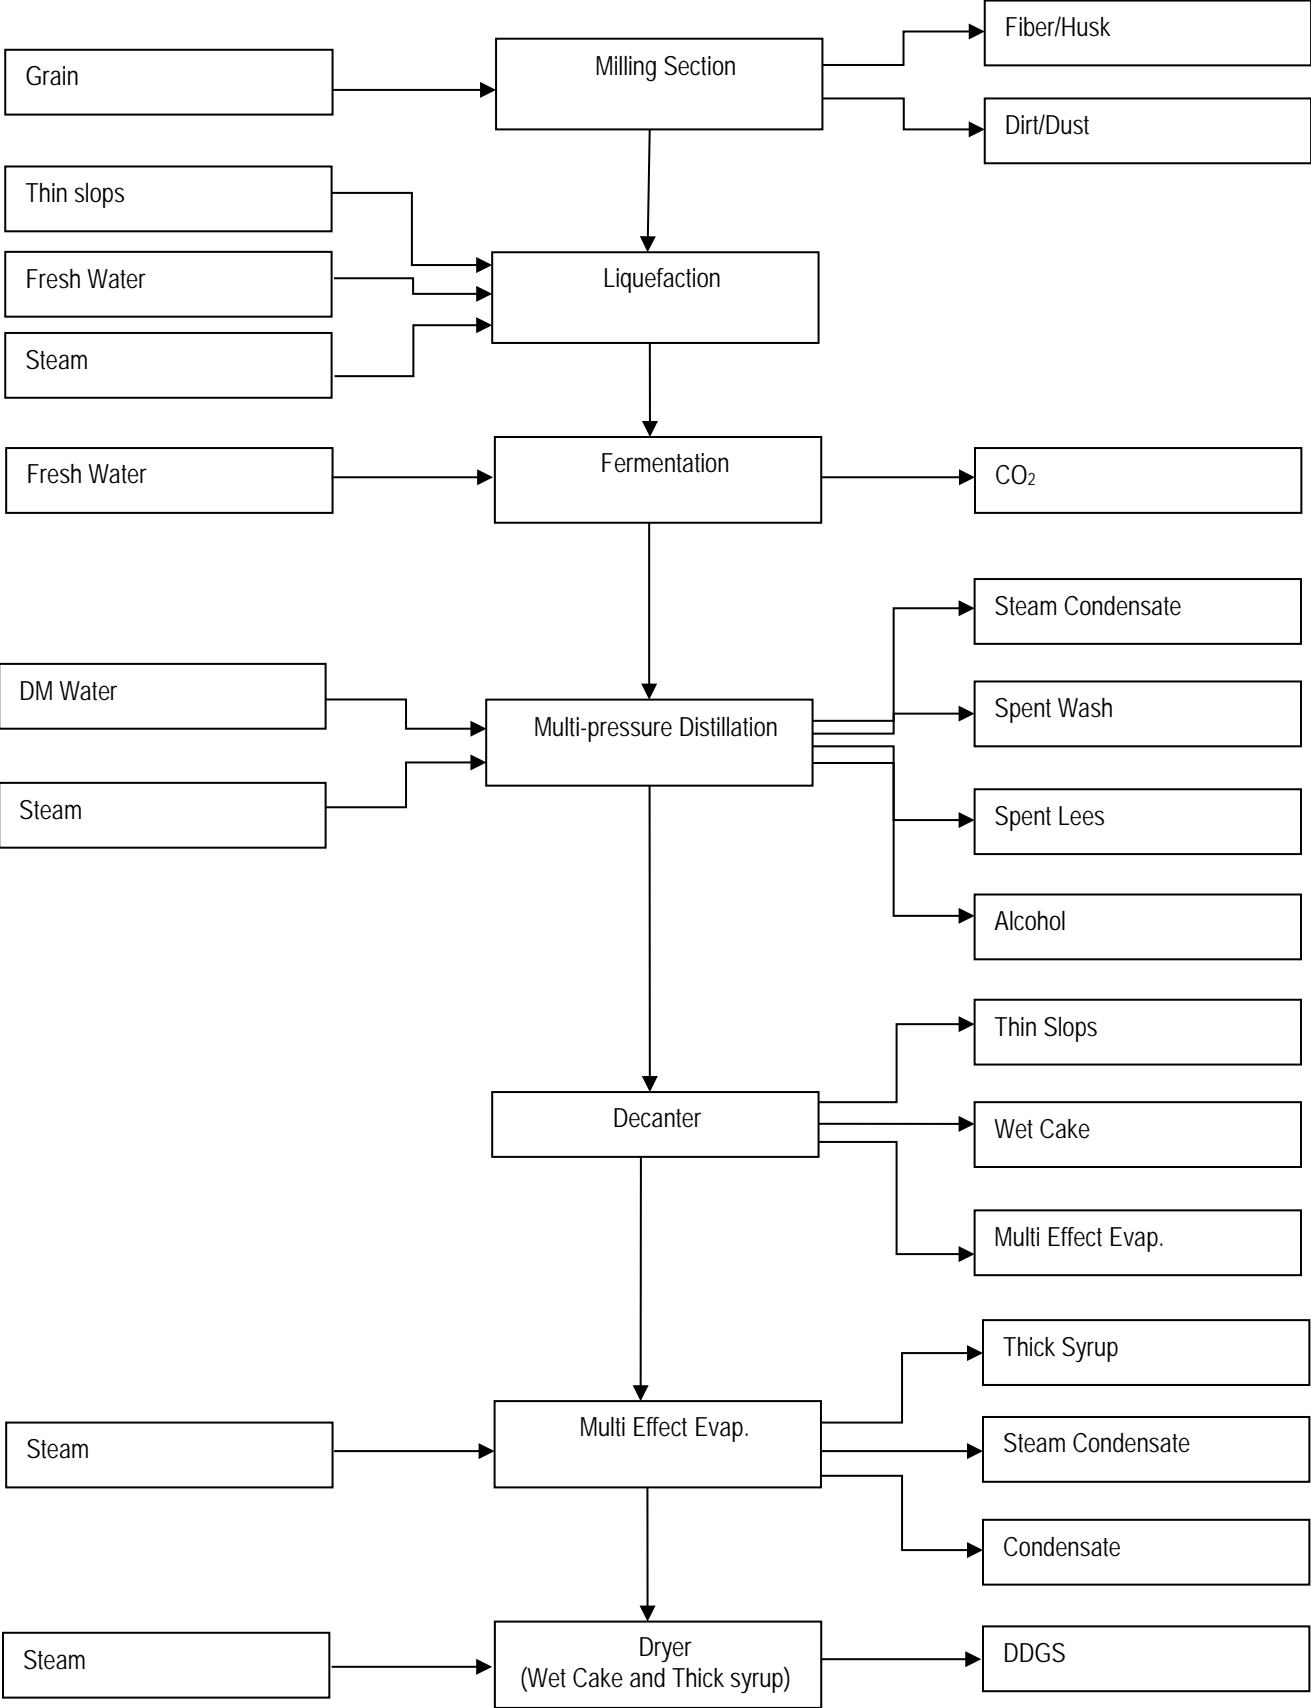 Fiber/Husk
Milling Section
Grain
Dirt/Dust
Thin slops
Fresh Water
Liquefaction
Steam
Fermentation
Fresh Water
CO₂
Steam Condensate
DM Water
Spent Wash
Multi-pressure Distillation
Steam
Spent Lees
Alcohol
Thin Slops
Decanter
Wet Cake
Multi Effect Evap.
Thick Syrup
Multi Effect Evap.
Steam
Steam Condensate
Condensate
Dryer
(Wet Cake and Thick syrup)
Steam
DDGS